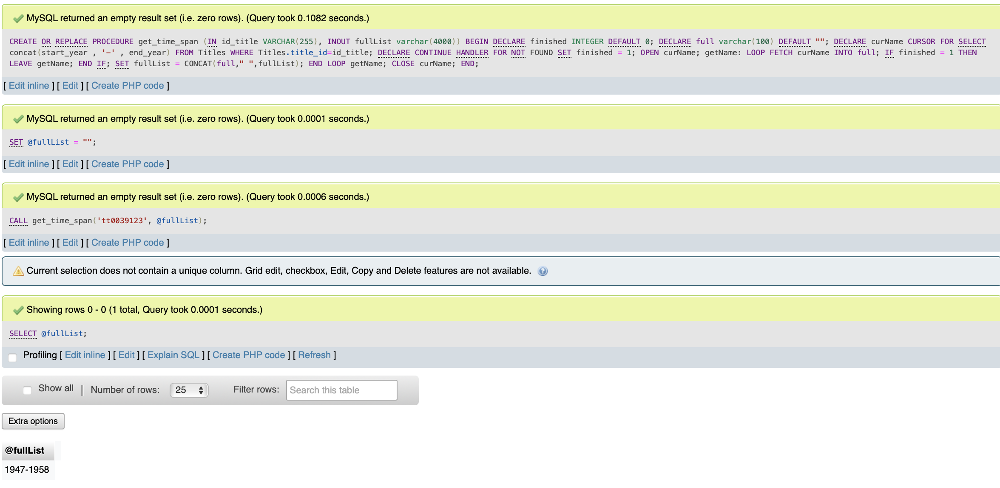 MySQL returned an empty result set (i.e. zero rows). (Query took 0.1082 seconds.)
CREATE OR REPLACE PROCEDURE get_time_span (IN id_title VARCHAR(255), INOUT fullList varchar(4000)) BEGIN DECLARE finished INTEGER DEFAULT 0; DECLARE full varchar(100) DEFAULT ""; DECLARE curName CURSOR FOR SELECT
concat(start_year , '-' , end_year) FROM Titles WHERE Titles.title_id=id_title; DECLARE CONTINUE HANDLER FOR NOT FOUND SET finished = 1; OPEN curName; getName: LOOP FETCH curName INTO full; IF finished = 1 THEN
LEAVE getName; END IF; SET fullList = CONCAT(full," ",fullList); END LOOP getName; CLOSE curName; END;
[ Edit inline ] [ Edit ] [ Create PHP code ]
MySQL returned an empty result set (i.e. zero rows). (Query took 0.0001 seconds.)
SET @fullList = "";
[ Edit inline ] [ Edit ] [ Create PHP code ]
MySQL returned an empty result set (i.e. zero rows). (Query took 0.0006 seconds.)
CALL get_time_span('tt0039123', @fullList);
[ Edit inline ] [ Edit ] [ Create PHP code ]
Current selection does not contain a unique column. Grid edit, checkbox, Edit, Copy and Delete features are not available.
Showing rows 0 - 0 (1 total, Query took 0.0001 seconds.)
SELECT @fullList;
Profiling [ Edit inline ] [ Edit ] [ Explain SQL ] [ Create PHP code ] [ Refresh ]
Show all | Number of rows: 25 Filter rows: Search this table
Extra options
@fullList
1947-1958